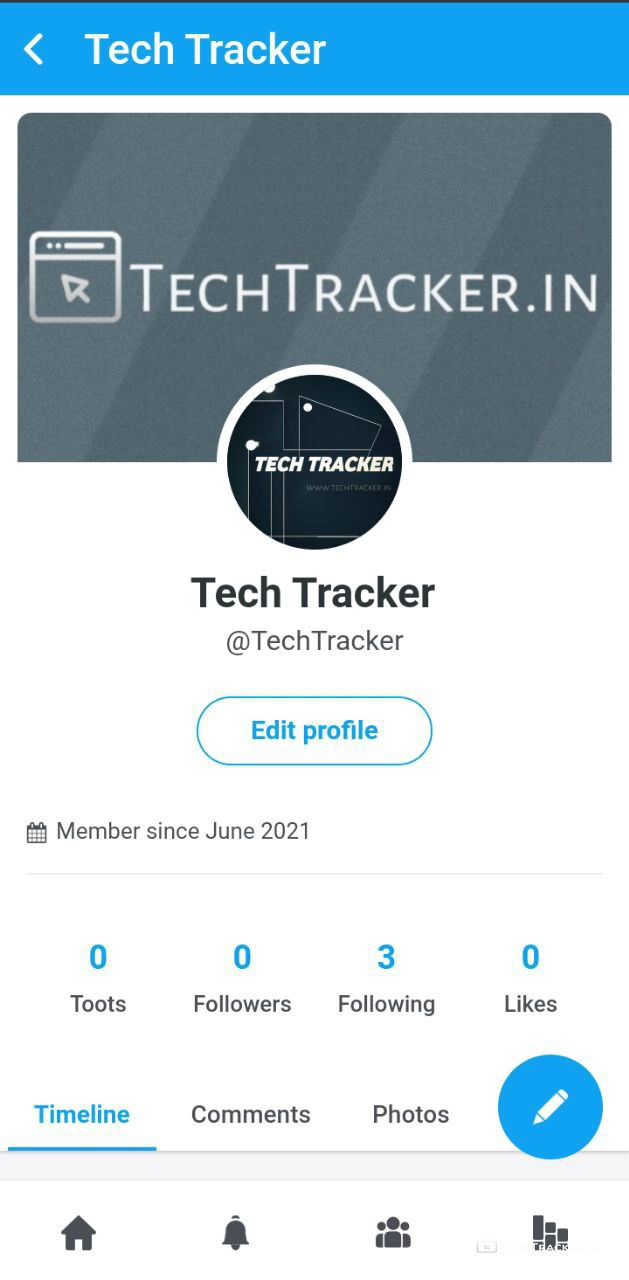 Tech Tracker
TECHTRACKER.IN
TECH TRACKER
WWW.TECHTRACKER.IN
Tech Tracker
@TechTracker
Edit profile
Member since June 2021
0 0 3 0
Toots Followers Following Likes
Timeline Comments Photos